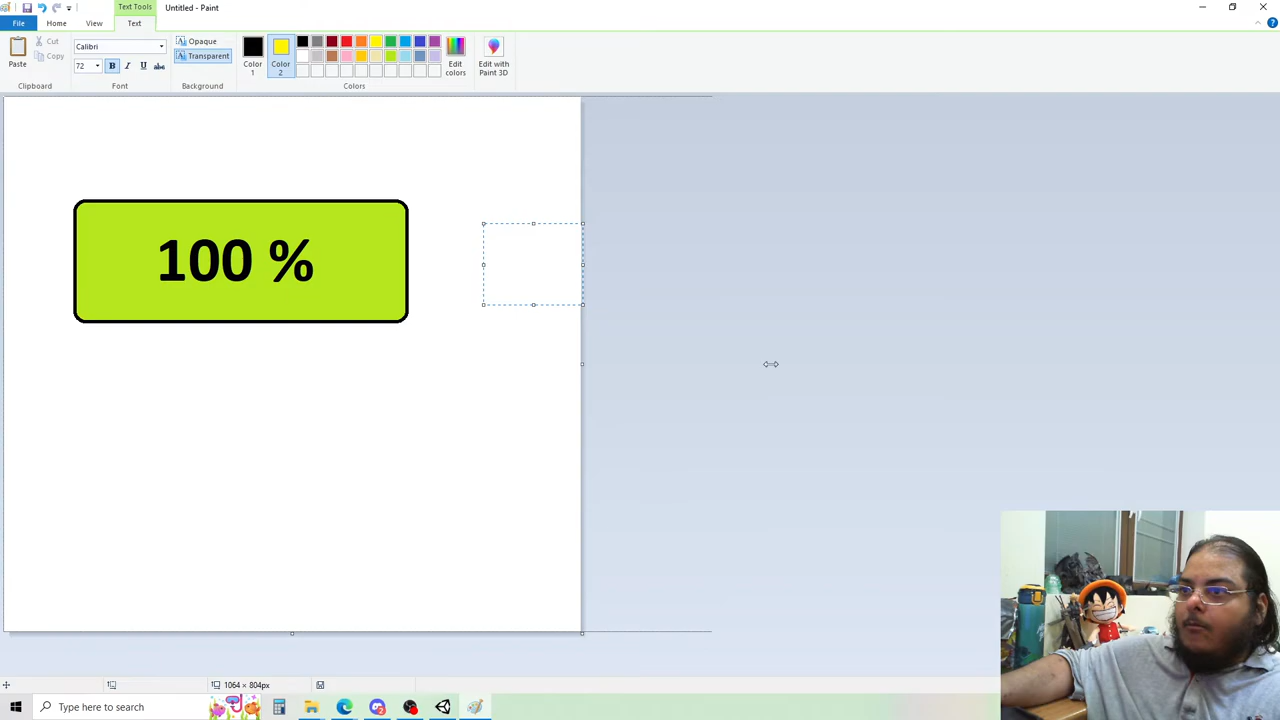 Text Tools
Untitled - Paint
File
Home
View
Text
Paste
Cut
Copy
Clipboard
Calibri
72
B I U abc
Font
Opaque
Transparent
Background
Color 1
Color 2
Edit colors
Colors
Edit with Paint 3D
100 %
1064 × 804px
Type here to search